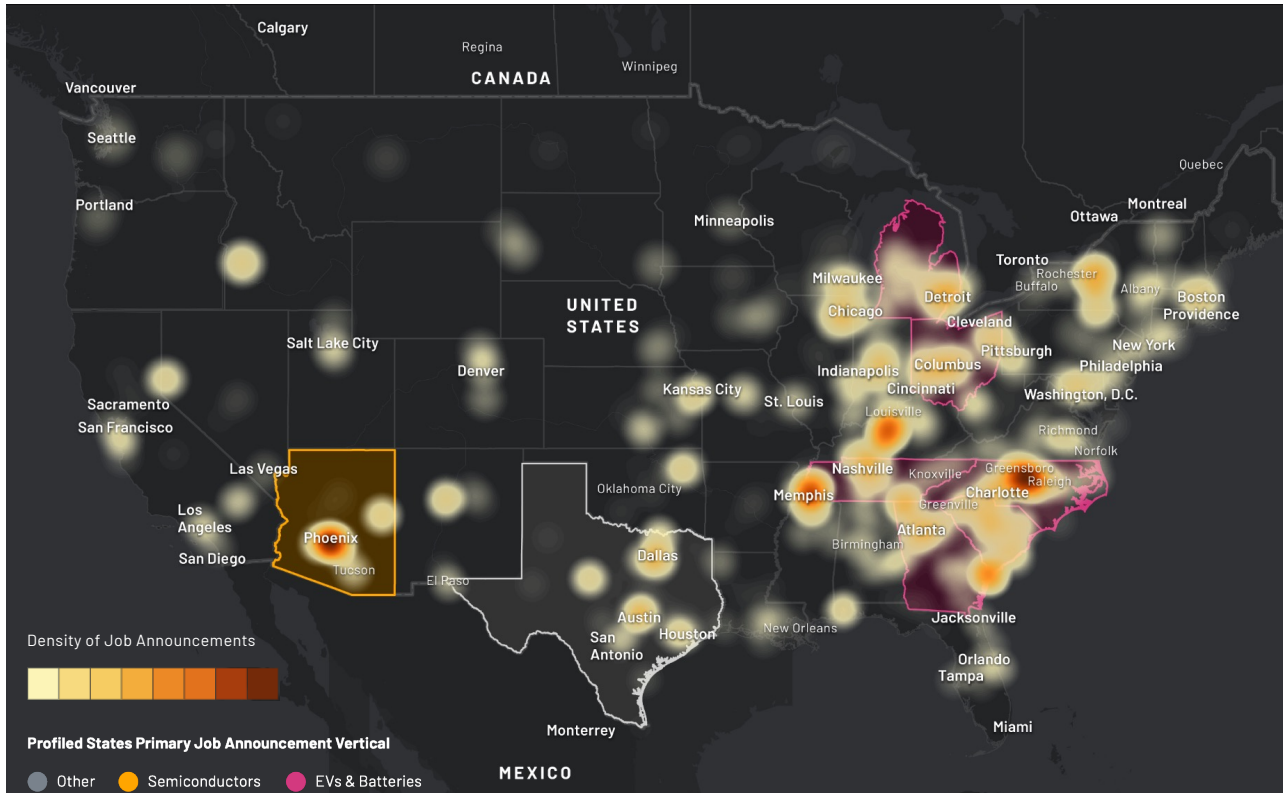 Calgary
Regina
Winnipeg
CANADA
Vancouver
Seattle
Quebec
Portland
Montreal
Minneapolis
Ottawa
Toronto
Rochester
Milwaukee
Buffalo
Albany
Detroit
Boston
UNITED
STATES
Chicago
Providence
Cleveland
Salt Lake City
New York
Pittsburgh
Denver
Indianapolis
Columbus
Philadelphia
Kansas City
Cincinnati
Washington, D.C.
Sacramento
St. Louis
Louisville
San Francisco
Richmond
Norfolk
Las Vegas
Nashville
Knoxville
Greensboro
Raleigh
Oklahoma City
Memphis
Charlotte
Greenville
Los
Angeles
Atlanta
Phoenix
Birmingham
San Diego
Dallas
Tucson
El Paso
Austin
Jacksonville
New Orleans
Houston
San
Antonio
Density of Job Announcements
Orlando
Tampa
Miami
Monterrey
Profiled States Primary Job Announcement Vertical
MEXICO
Other
Semiconductors
EVs & Batteries